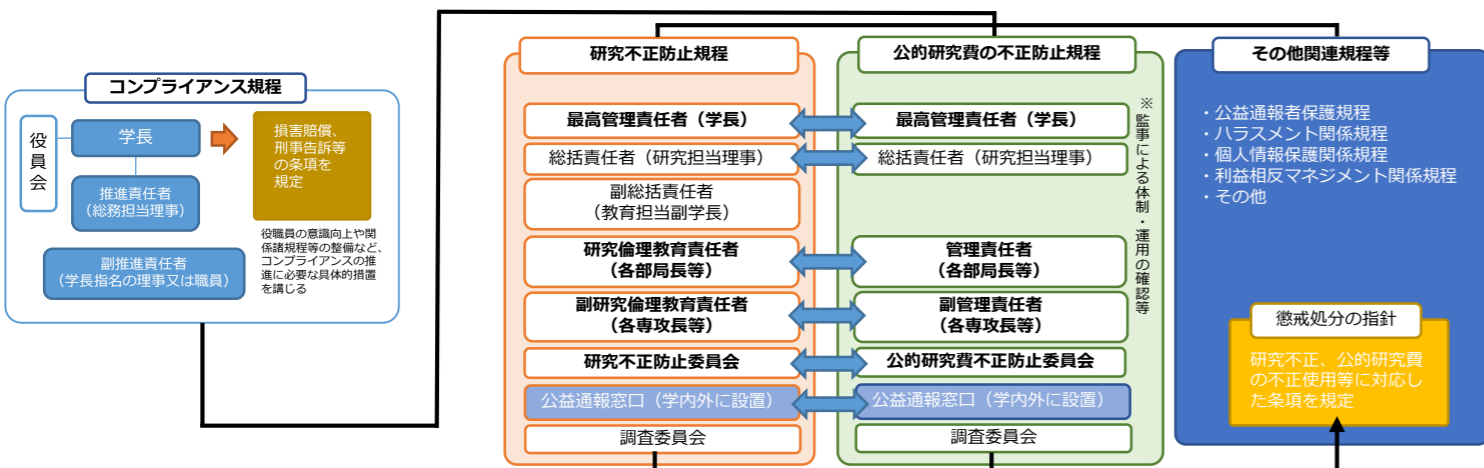 コンプライアンス規程
役員会
学長
推進責任者
(総務担当理事)
副推進責任者
(学長指名の理事又は職員)
損害賠償、
刑事告訴等
の条項を
規定
役職員の意識向上や関
係諸規程等の整備など、
コンプライアンスの推
進に必要な具体的措置
を講じる
研究不正防止規程
最高管理責任者(学長)
総括責任者(研究担当理事)
副総括責任者
(教育担当副学長)
研究倫理教育責任者
(各部局長等)
副研究倫理教育責任者
(各専攻長等)
研究不正防止委員会
公益通報窓口(学内外に設置)
調査委員会
公的研究費の不正防止規程
最高管理責任者(学長)
総括責任者(研究担当理事)
管理責任者
(各部局長等)
副管理責任者
(各専攻長等)
公的研究費不正防止委員会
公益通報窓口(学内外に設置)
調査委員会
※監事による体制・運用の確認等
その他関連規程等
・公益通報者保護規程
・ハラスメント関係規程
・個人情報保護関係規程
・利益相反マネジメント関係規程
・その他
懲戒処分の指針
研究不正、公的研究費
の不正使用等に対応し
た条項を規定